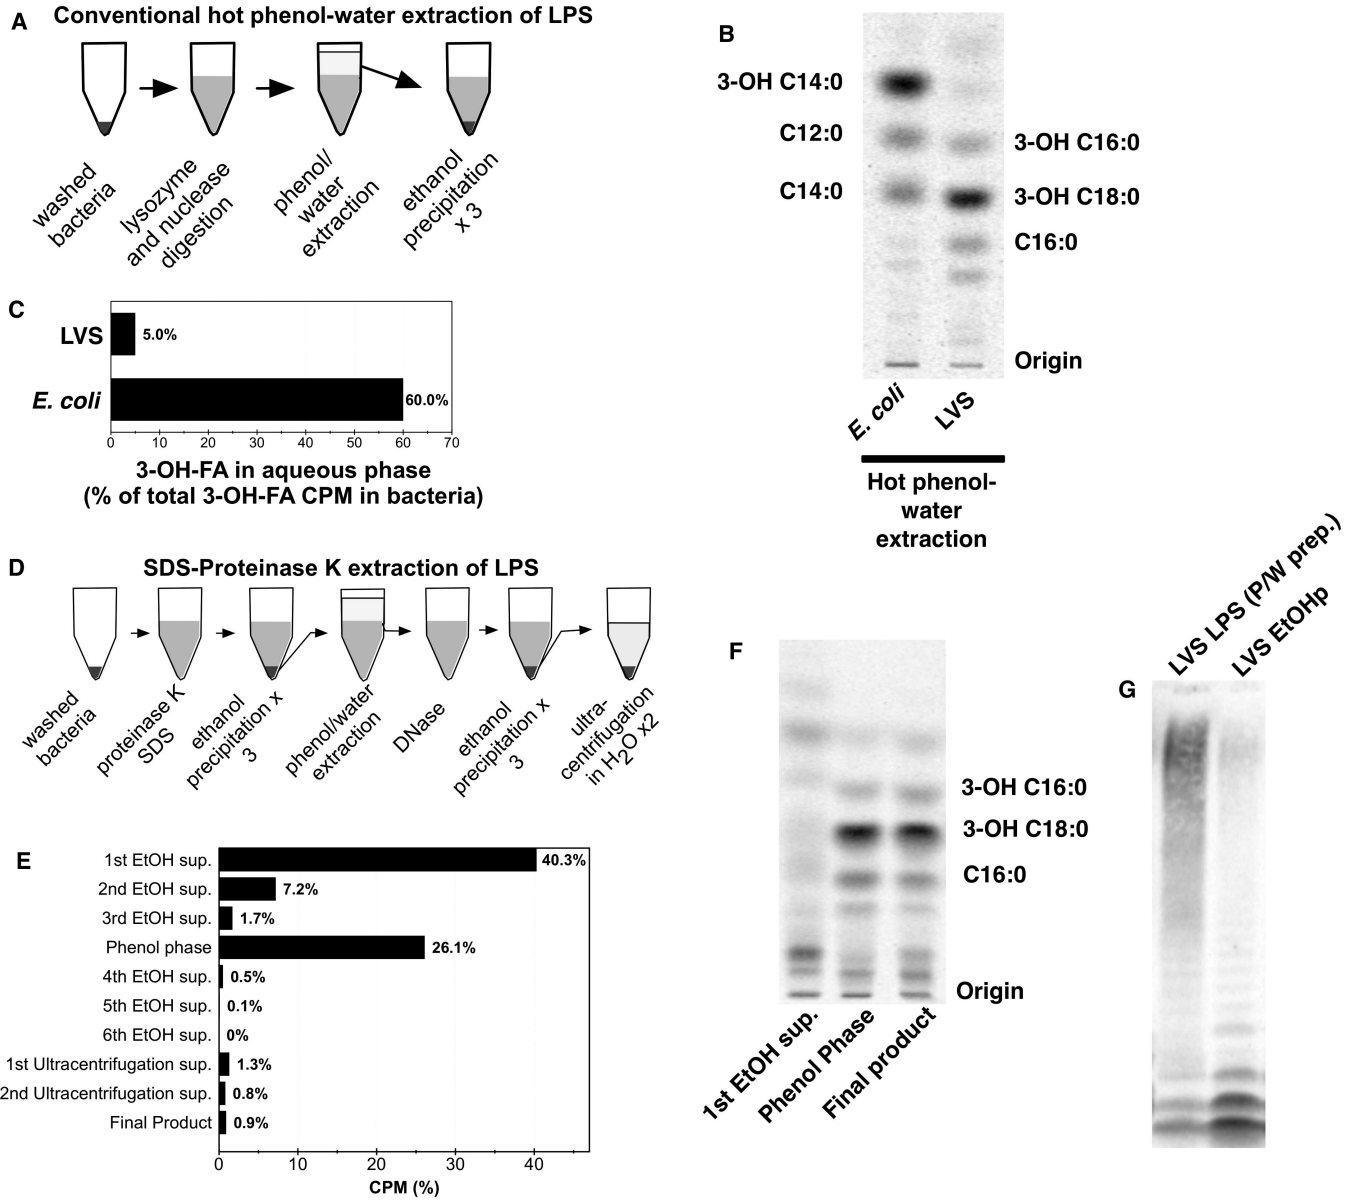 A
Conventional hot phenol-water extraction of LPS
washed
bacteria
lysozyme
and nuclease
digestion
phenol/
water
extraction
ethanol
precipitation
x 3
B
3-OH C14:0
C12:0
C14:0
3-OH C16:0
3-OH C18:0
C16:0
Origin
E. coli
LVS
Hot phenol-
water
extraction
C
LVS
5.0%
E. coli
60.0%
0 10 20 30 40 50 60 70
3-OH-FA in aqueous phase
(% of total 3-OH-FA CPM in bacteria)
D
SDS-Proteinase K extraction of LPS
washed
bacteria
proteinase K
SDS
ethanol
precipitation x
3
phenol/water
extraction
DNase
ethanol
precipitation x
3
ultra-
centrifugation
in H2O x2
E
1st EtOH sup. 40.3%
2nd EtOH sup. 7.2%
3rd EtOH sup. 1.7%
Phenol phase 26.1%
4th EtOH sup. 0.5%
5th EtOH sup. 0.1%
6th EtOH sup. 0%
1st Ultracentrifugation sup. 1.3%
2nd Ultracentrifugation sup. 0.8%
Final Product 0.9%
0 10 20 30 40
CPM (%)
F
3-OH C16:0
3-OH C18:0
C16:0
Origin
1st EtOH sup.
Phenol Phase
Final product
G
LVS LPS (P/W prep.)
LVS EtOHp